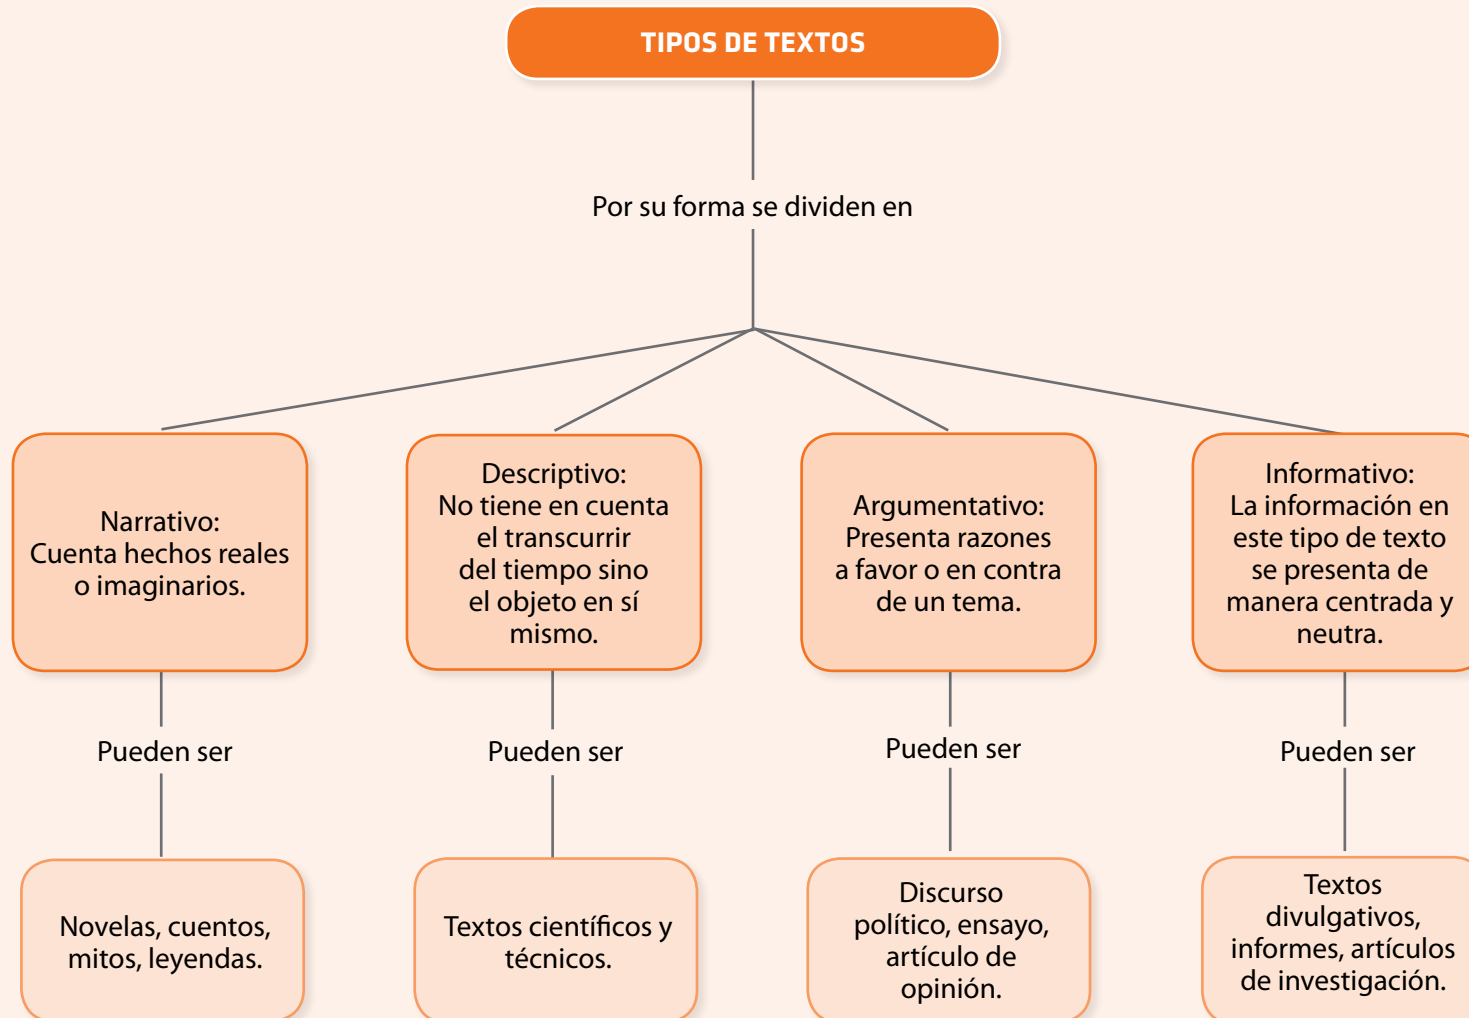 TIPOS DE TEXTOS
Por su forma se dividen en
Narrativo:
Cuenta hechos reales
o imaginarios.
Descriptivo:
No tiene en cuenta
el transcurrir
del tiempo sino
el objeto en sí
mismo.
Argumentativo:
Presenta razones
a favor o en contra
de un tema.
Informativo:
La información en
este tipo de texto
se presenta de
manera centrada y
neutra.
Pueden ser
Pueden ser
Pueden ser
Pueden ser
Novelas, cuentos,
mitos, leyendas.
Textos científicos y
técnicos.
Discurso
político, ensayo,
artículo de
opinión.
Textos
divulgativos,
informes, artículos
de investigación.